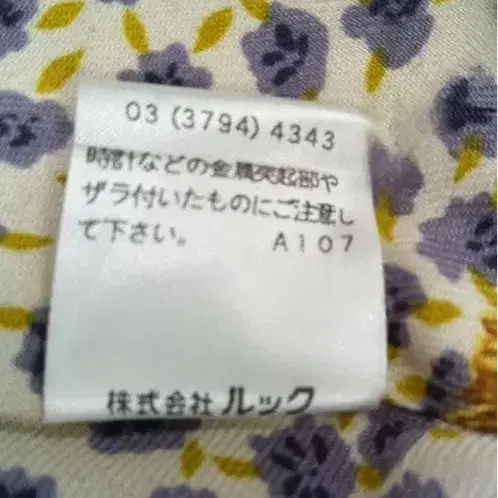 03 (3794) 4343
時計などの金属突起部や
ザラ付いたものにご注意し
て下さい。 A107
株式会社 ルック